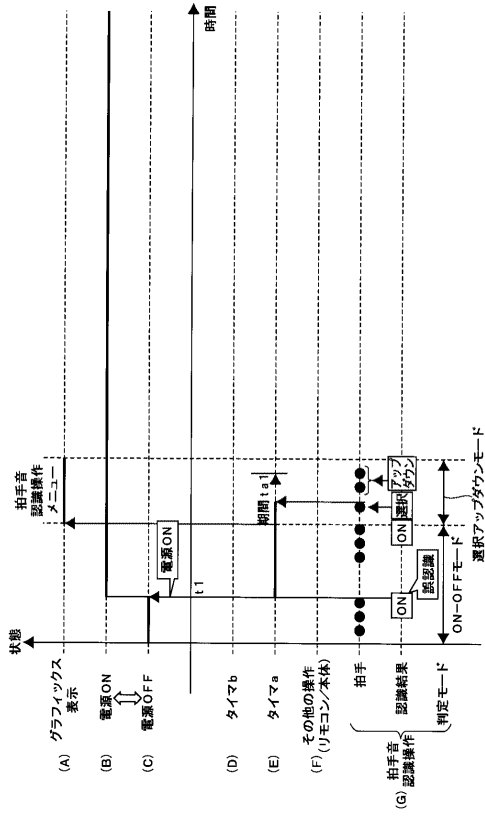 状態
拍手音
認識操作
メニュー
(A) グラフィックス
表示
(B) 電源ON
(C) 電源OFF
電源ON
t1
時間
(D) タイマb
(E) タイマa
期間ta1
(F) その他の操作
(リモコン/本体)
(G) 拍手音
認識操作
拍手
認識結果
ON
ON
選択
アップ
ダウン
誤認識
判定モード
ON-OFFモード
選択アップダウンモード